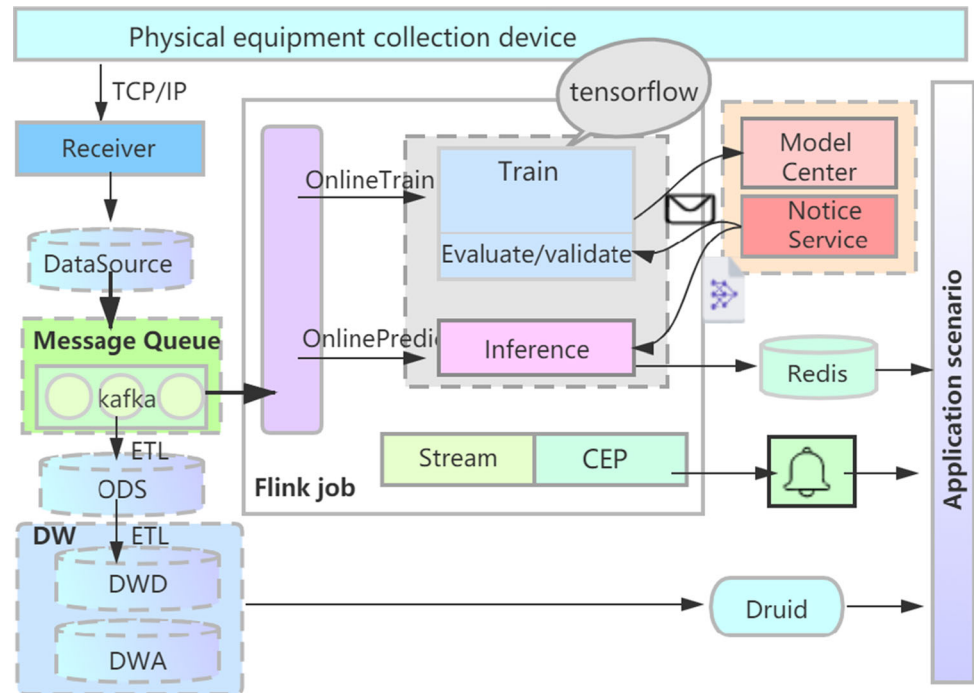 Physical equipment collection device
TCP/IP
tensorflow
Receiver
OnlineTrain
Train
Model
Center
Notice
Service
Evaluate/validate
DataSource
Message Queue
kafka
OnlinePredic
Inference
Redis
ETL
ODS
Stream
CEP
Flink job
DW
ETL
DWD
DWA
Druid
Application scenario